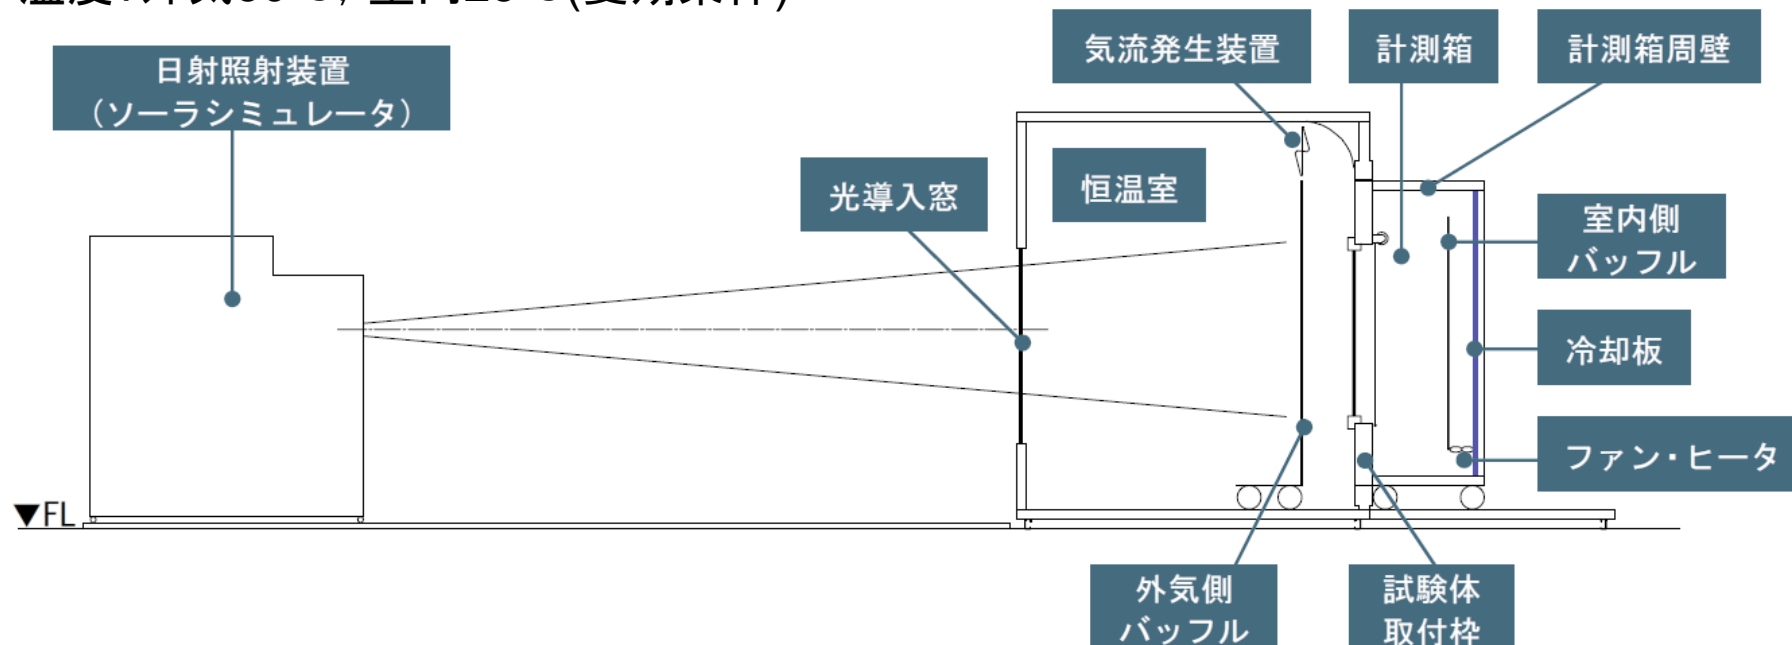 日射照射装置
(ソーラシミュレータ)
気流発生装置
計測箱
計測箱周壁
光導入窓
恒温室
室内側
バッフル
冷却板
ファン・ヒータ
▼FL
外気側
バッフル
試験体
取付枠